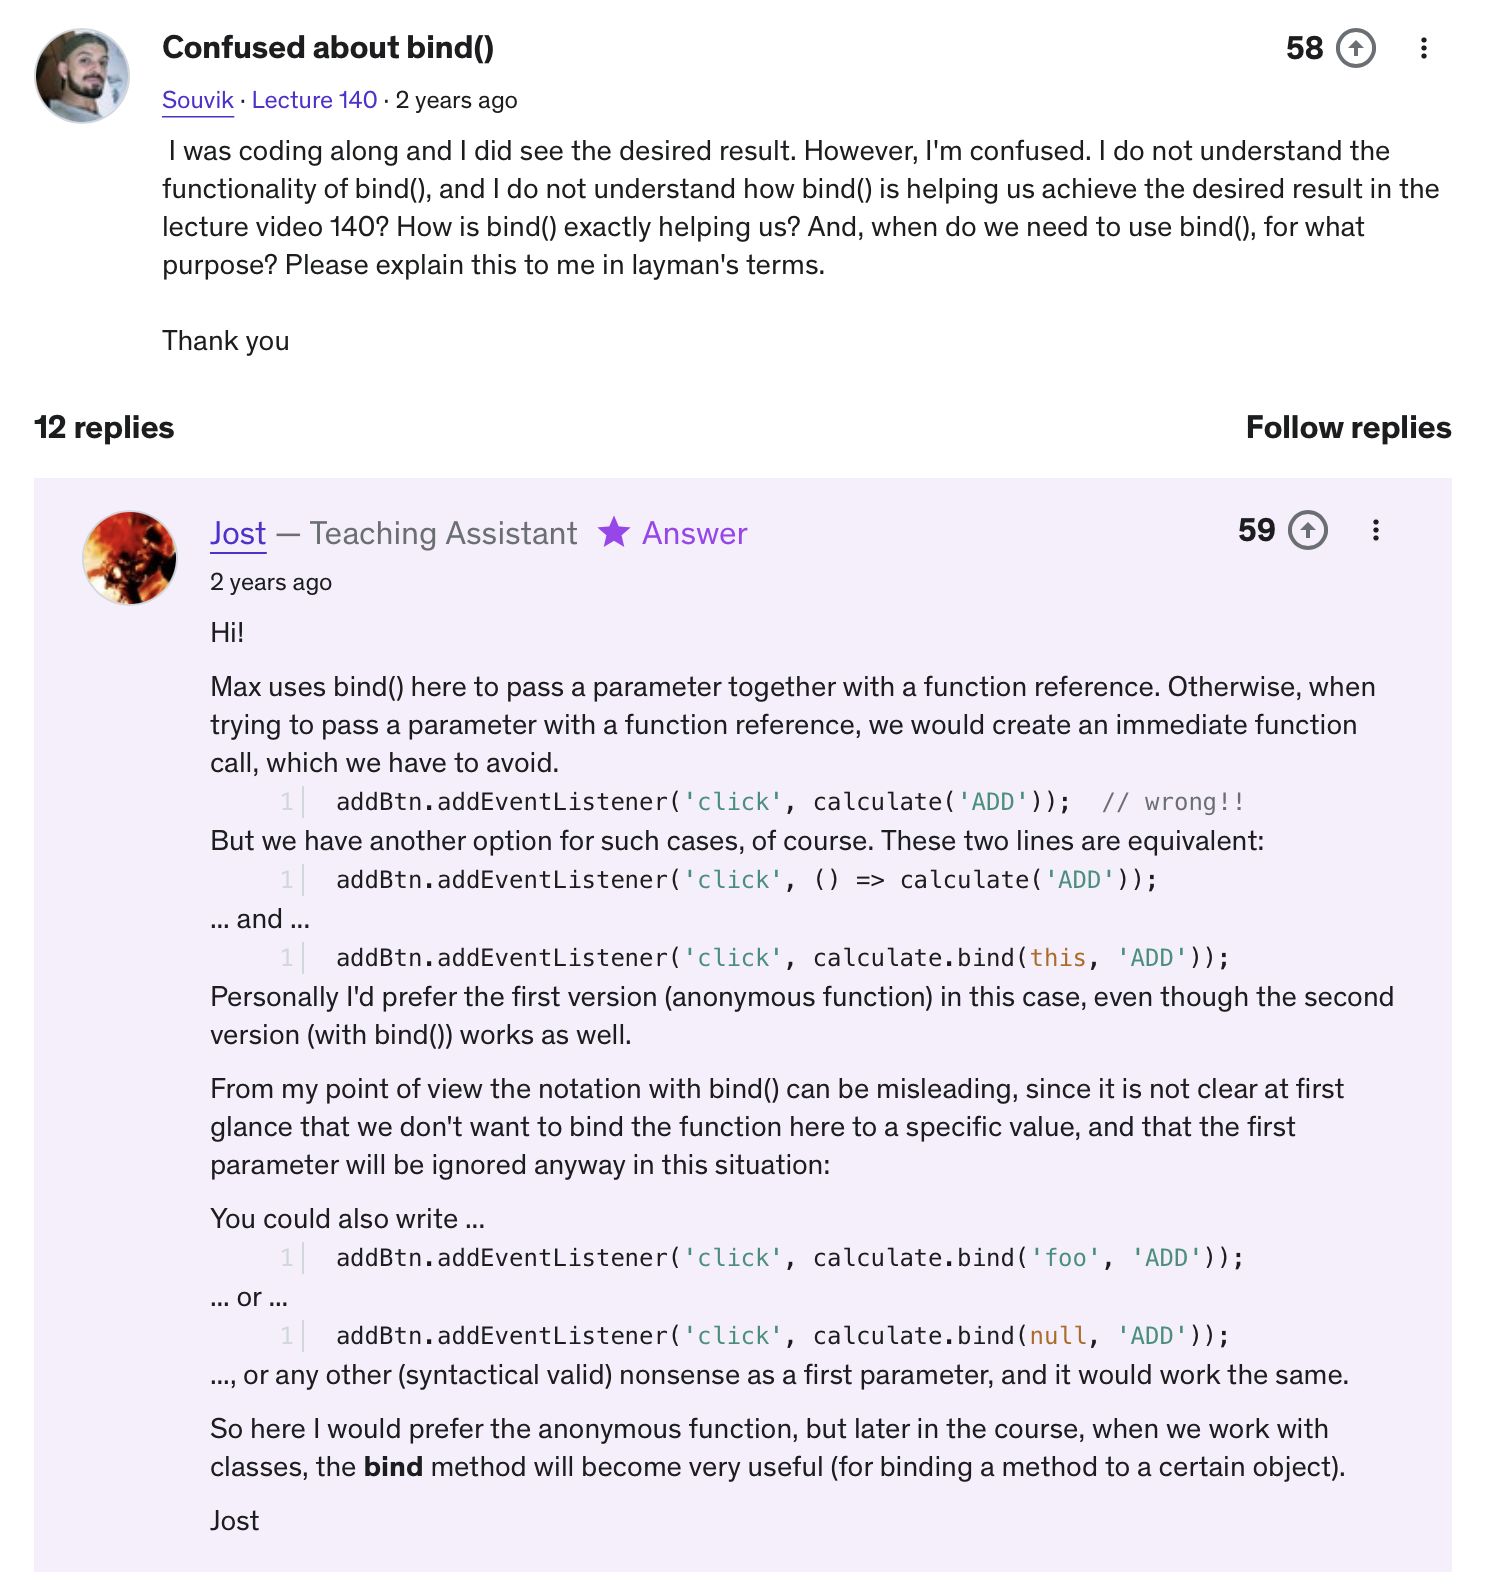 Confused about bind()
58
Souvik · Lecture 140 · 2 years ago
I was coding along and I did see the desired result. However, I'm confused. I do not understand the
functionality of bind(), and I do not understand how bind() is helping us achieve the desired result in the
lecture video 140? How is bind() exactly helping us? And, when do we need to use bind(), for what
purpose? Please explain this to me in layman's terms.
Thank you
12 replies
Follow replies
Jost — Teaching Assistant ★ Answer
59
2 years ago
Hi!
Max uses bind() here to pass a parameter together with a function reference. Otherwise, when
trying to pass a parameter with a function reference, we would create an immediate function
call, which we have to avoid.
1 addBtn.addEventListener('click', calculate('ADD'));  // wrong!!
But we have another option for such cases, of course. These two lines are equivalent:
1 addBtn.addEventListener('click', () => calculate('ADD'));
... and ...
1 addBtn.addEventListener('click', calculate.bind(this, 'ADD'));
Personally I'd prefer the first version (anonymous function) in this case, even though the second
version (with bind()) works as well.
From my point of view the notation with bind() can be misleading, since it is not clear at first
glance that we don't want to bind the function here to a specific value, and that the first
parameter will be ignored anyway in this situation:
You could also write ...
1 addBtn.addEventListener('click', calculate.bind('foo', 'ADD'));
... or ...
1 addBtn.addEventListener('click', calculate.bind(null, 'ADD'));
..., or any other (syntactical valid) nonsense as a first parameter, and it would work the same.
So here I would prefer the anonymous function, but later in the course, when we work with
classes, the bind method will become very useful (for binding a method to a certain object).
Jost